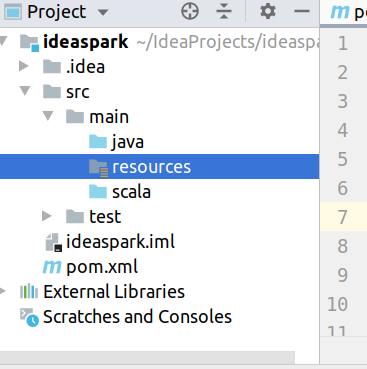 Project
pom
ideaspark ~/IdeaProjects/ideaspa
.idea
src
main
java
resources
scala
test
ideaspark.iml
pom.xml
External Libraries
Scratches and Consoles
1
2
3
4
5
6
7
8
9
10
11